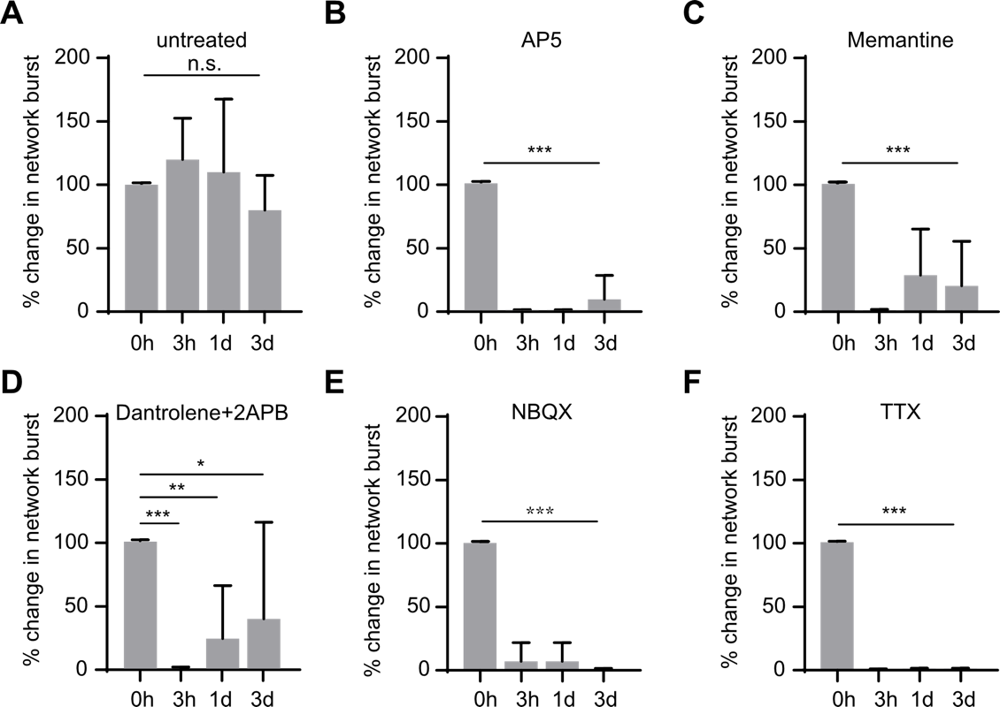 A
untreated
n.s.
% change in network burst
200
150
100
50
0
0h 3h 1d 3d
B
AP5
***
% change in network burst
200
150
100
50
0
0h 3h 1d 3d
C
Memantine
***
% change in network burst
200
150
100
50
0
0h 3h 1d 3d
D
Dantrolene+2APB
*
**
***
% change in network burst
200
150
100
50
0
0h 3h 1d 3d
E
NBQX
***
% change in network burst
200
150
100
50
0
0h 3h 1d 3d
F
TTX
***
% change in network burst
200
150
100
50
0
0h 3h 1d 3d